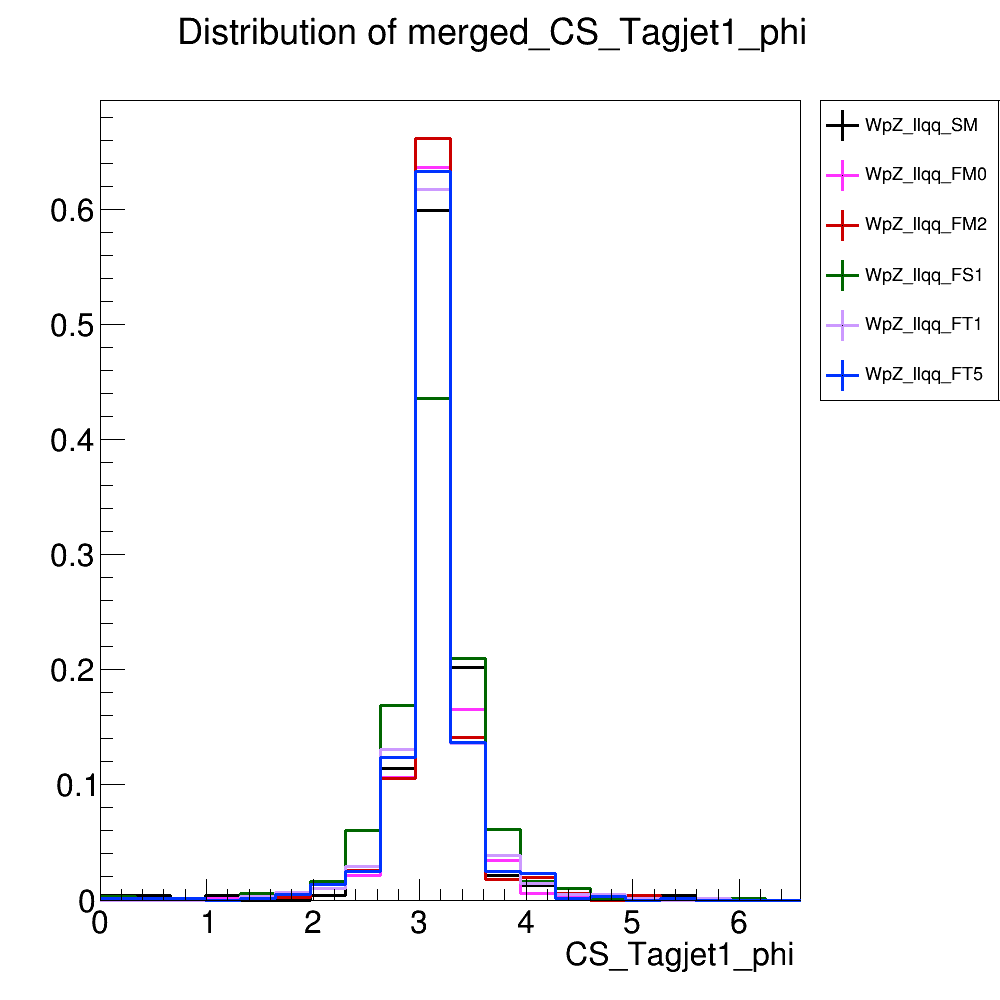 Distribution of merged_CS_Tagjet1_phi
WpZ_llqq_SM
WpZ_llqq_FM0
WpZ_llqq_FM2
WpZ_llqq_FS1
WpZ_llqq_FT1
WpZ_llqq_FT5
0.6
0.5
0.4
0.3
0.2
0.1
0
0 1 2 3 4 5 6
CS_Tagjet1_phi